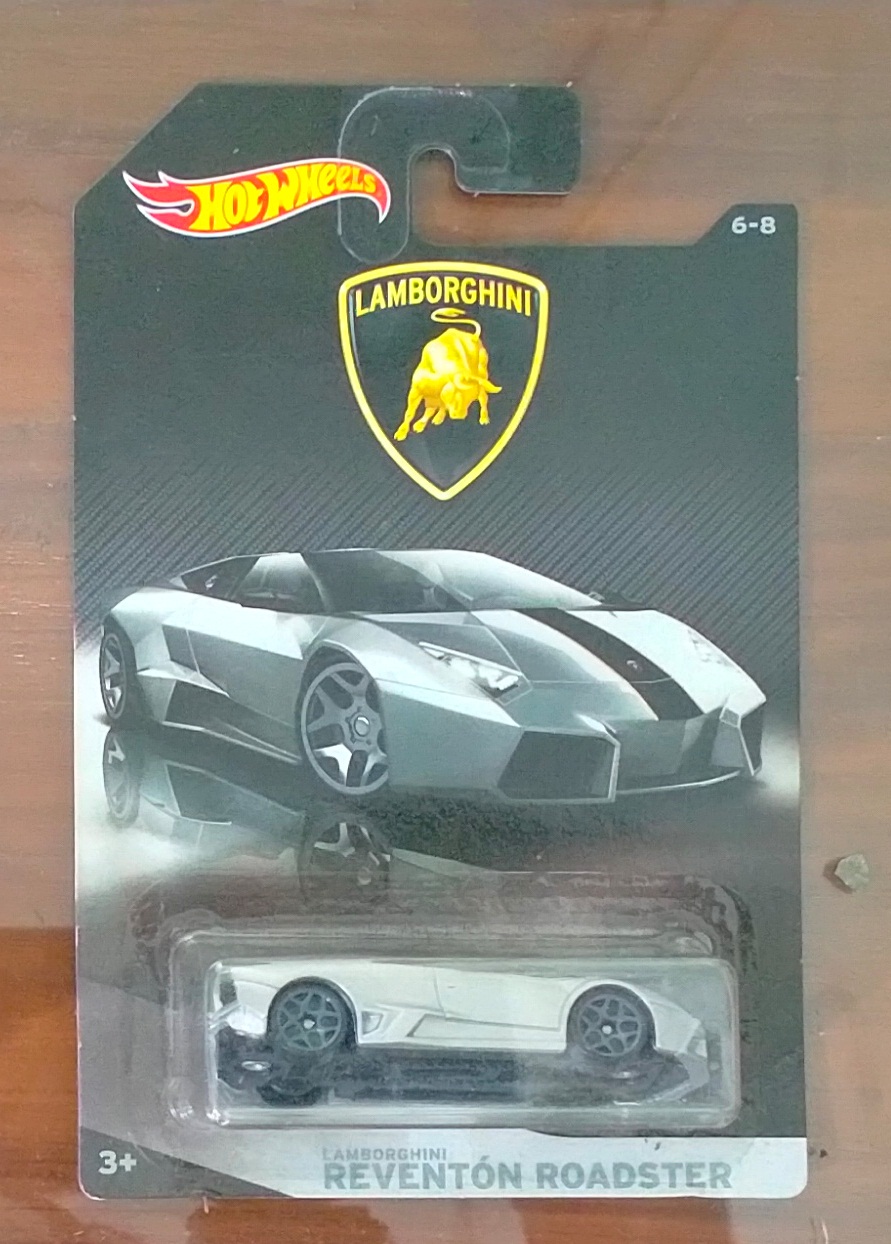 HOT WHEELS
6-8
LAMBORGHINI
3+
LAMBORGHINI
REVENTÓN ROADSTER